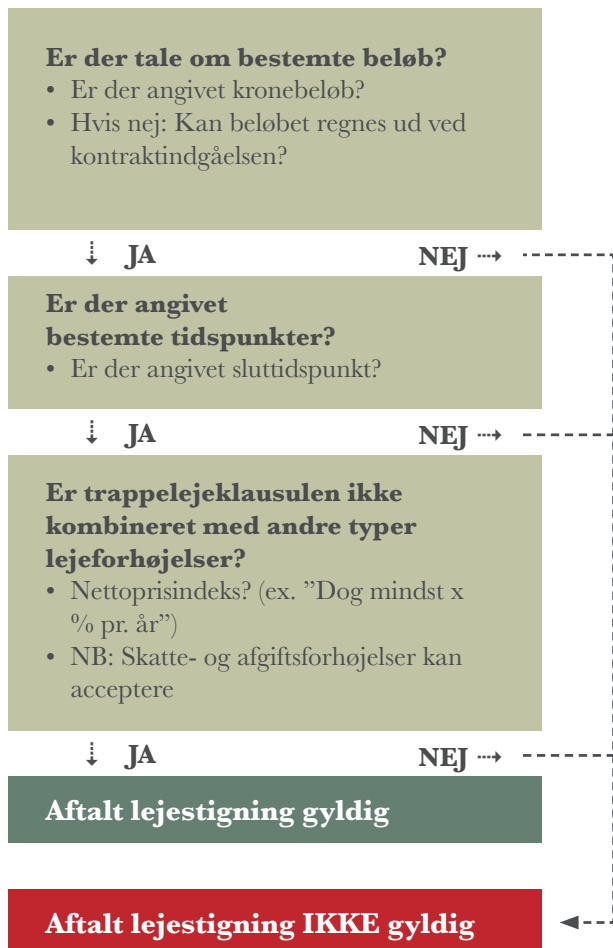 Er der tale om bestemte beløb?
• Er der angivet kronebeløb?
• Hvis nej: Kan beløbet regnes ud ved
kontraktindgåelsen?
JA NEJ
Er der angivet
bestemte tidspunkter?
• Er der angivet sluttidspunkt?
JA NEJ
Er trappelejeklausulen ikke
kombineret med andre typer
lejeforhøjelser?
• Nettoprisindeks? (ex. ”Dog mindst x
% pr. år”)
• NB: Skatte- og afgiftsforhøjelser kan
acceptere
JA NEJ
Aftalt lejestigning gyldig
Aftalt lejestigning IKKE gyldig